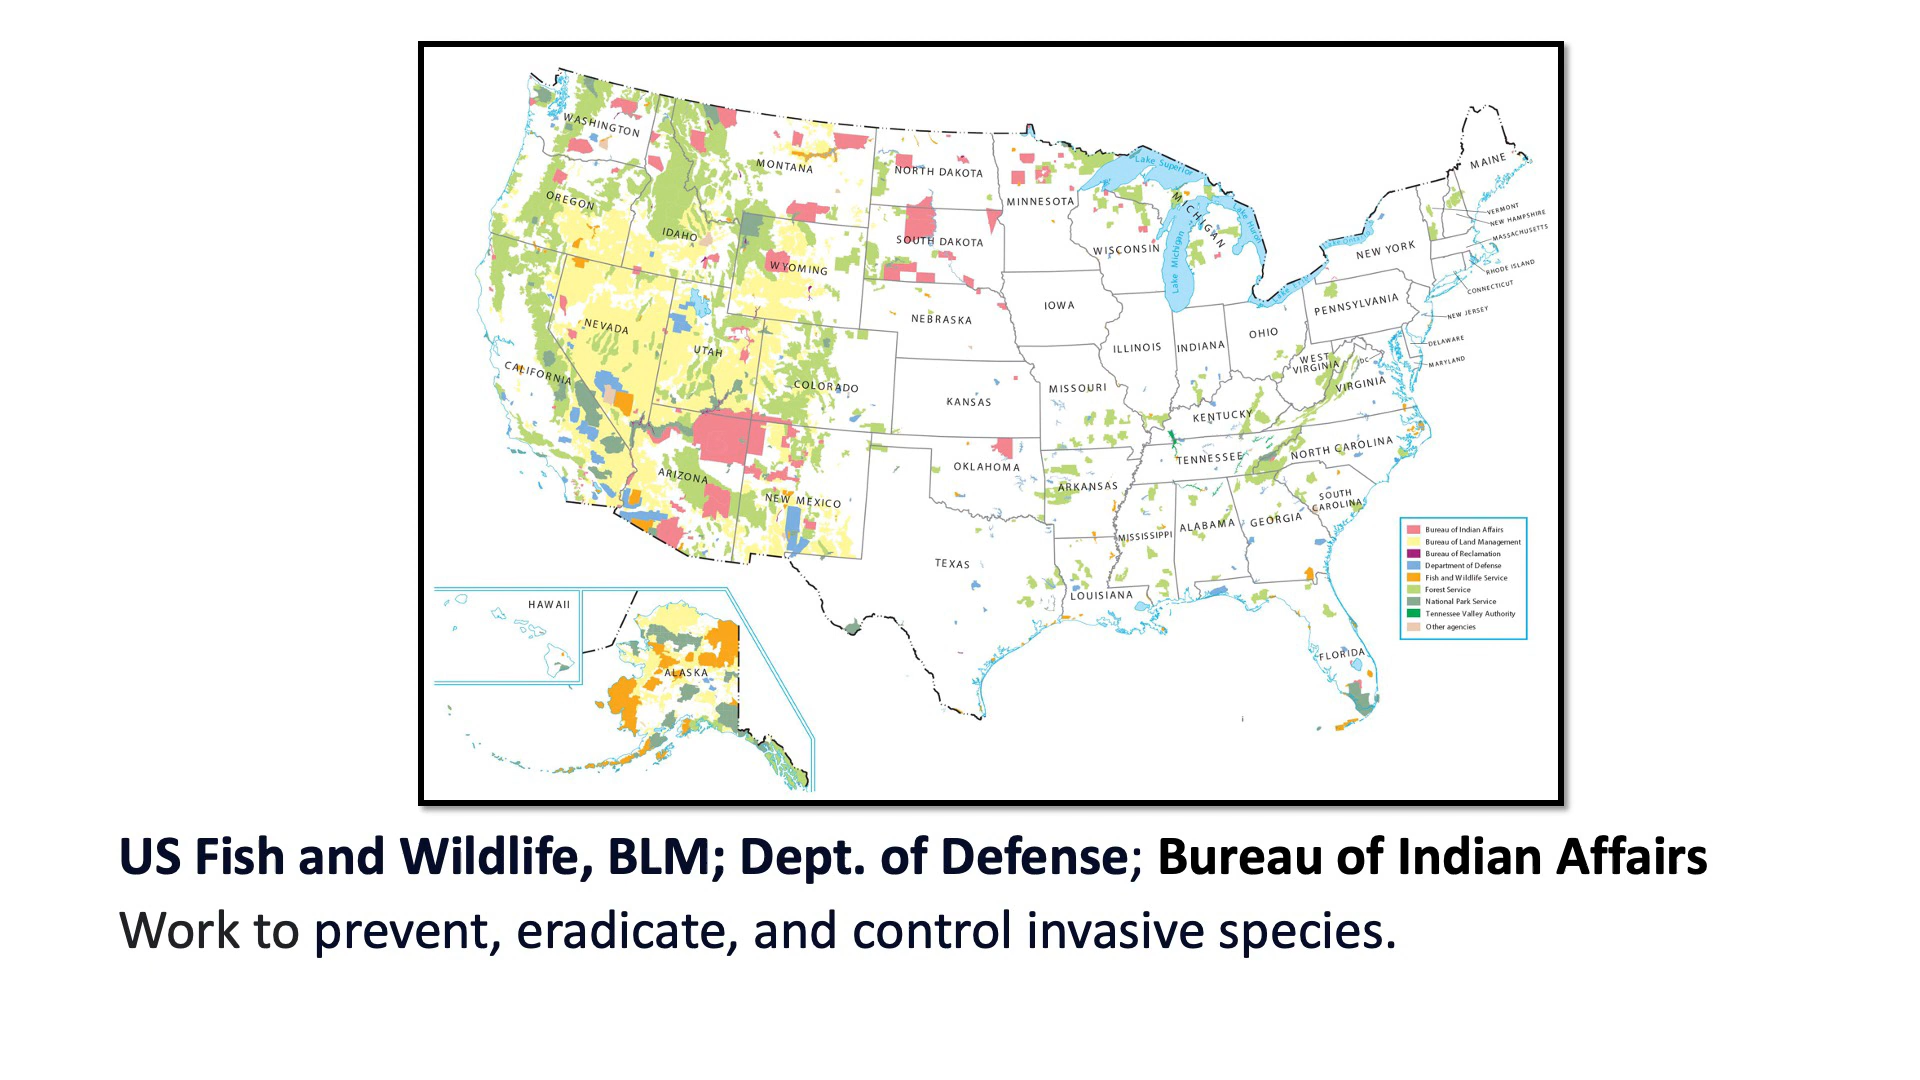 WASHINGTON
MONTANA
NORTH DAKOTA
MINNESOTA
Lake Superior
MICHIGAN
Lake Huron
MAINE
OREGON
IDAHO
WYOMING
SOUTH DAKOTA
WISCONSIN
Lake Michigan
Lake Ontario
NEW YORK
VERMONT
NEW HAMPSHIRE
MASSACHUSETTS
RHODE ISLAND
CONNECTICUT
NEW JERSEY
DELAWARE
MARYLAND
NEVADA
UTAH
NEBRASKA
IOWA
ILLINOIS
INDIANA
OHIO
PENNSYLVANIA
WEST
VIRGINIA
DC
VIRGINIA
CALIFORNIA
COLORADO
KANSAS
MISSOURI
KENTUCKY
ARIZONA
NEW MEXICO
OKLAHOMA
ARKANSAS
TENNESSEE
NORTH CAROLINA
SOUTH
CAROLINA
TEXAS
LOUISIANA
MISSISSIPPI
ALABAMA
GEORGIA
FLORIDA
HAWAII
ALASKA
Bureau of Indian Affairs
Bureau of Land Management
Bureau of Reclamation
Department of Defense
Fish and Wildlife Service
Forest Service
National Park Service
Tennessee Valley Authority
Other agencies
US Fish and Wildlife, BLM; Dept. of Defense; Bureau of Indian Affairs
Work to prevent, eradicate, and control invasive species.